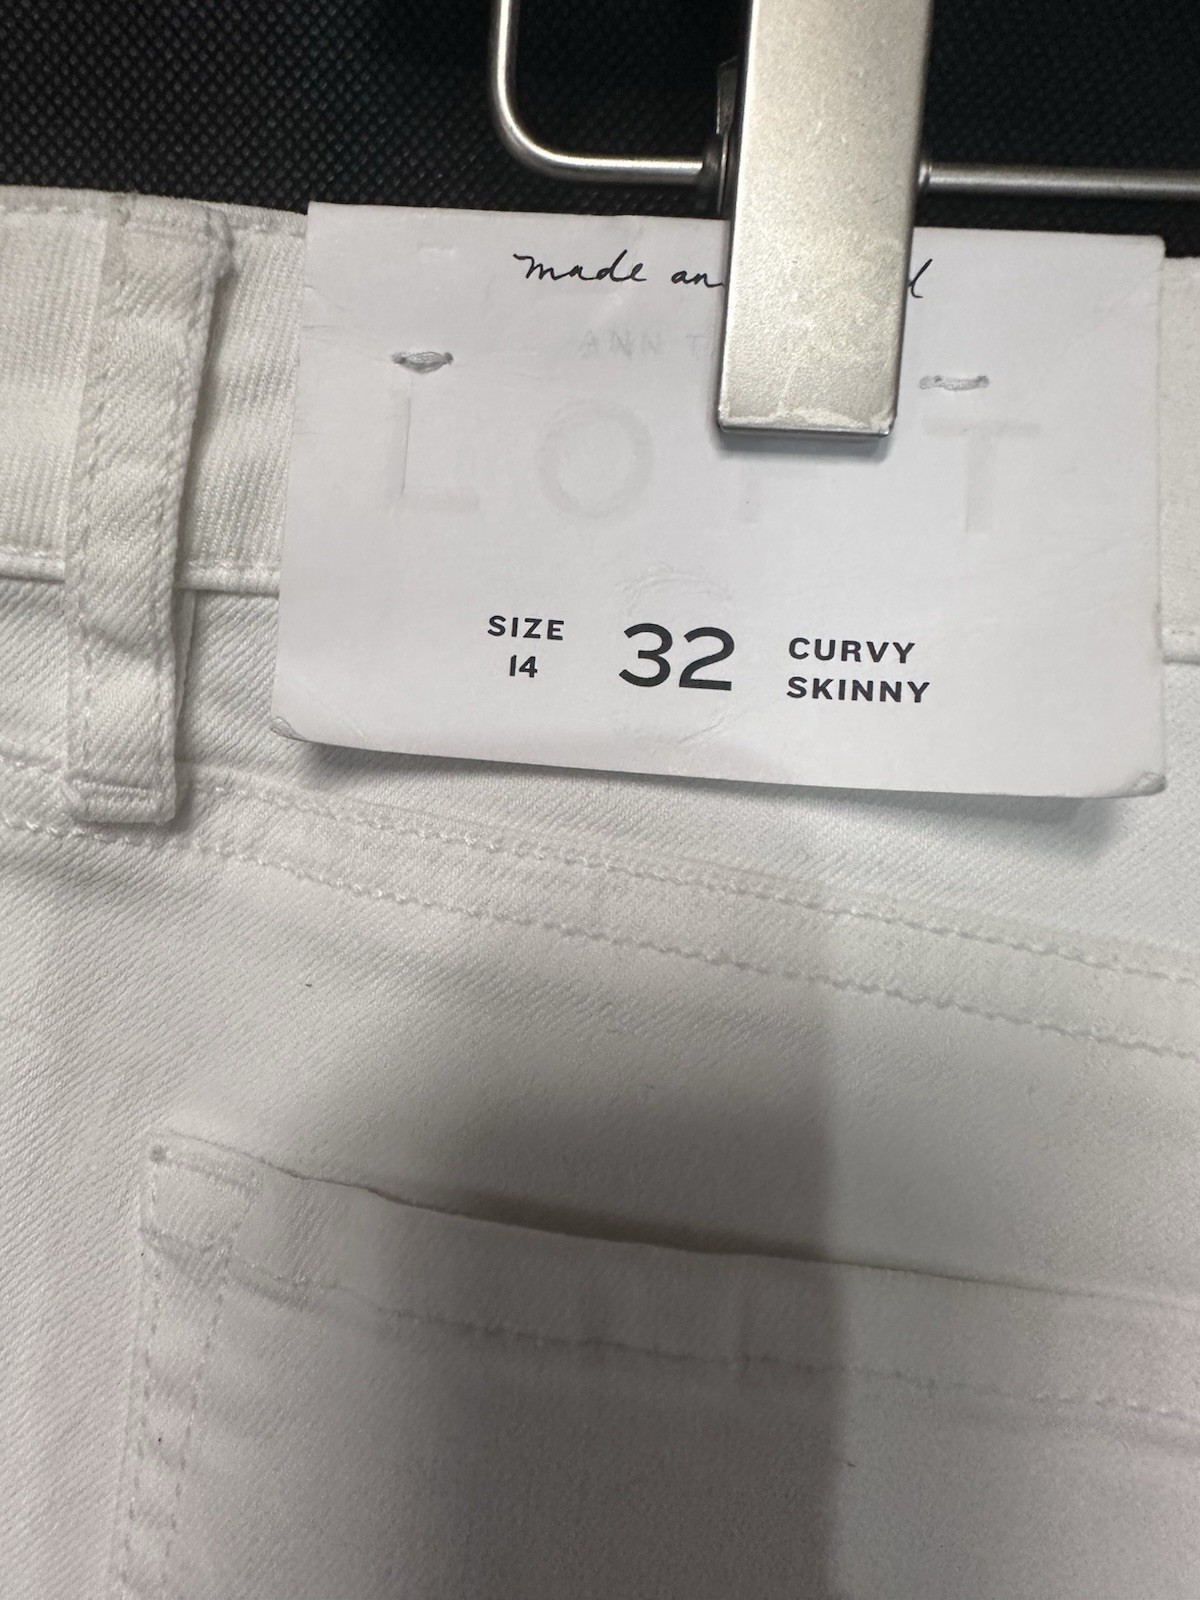 made an
ANN T
LOFT
SIZE
14
32
CURVY
SKINNY